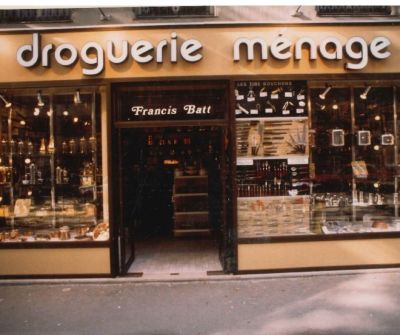 droguerie ménage
Francis Batt
LES TIRE-BOUCHONS